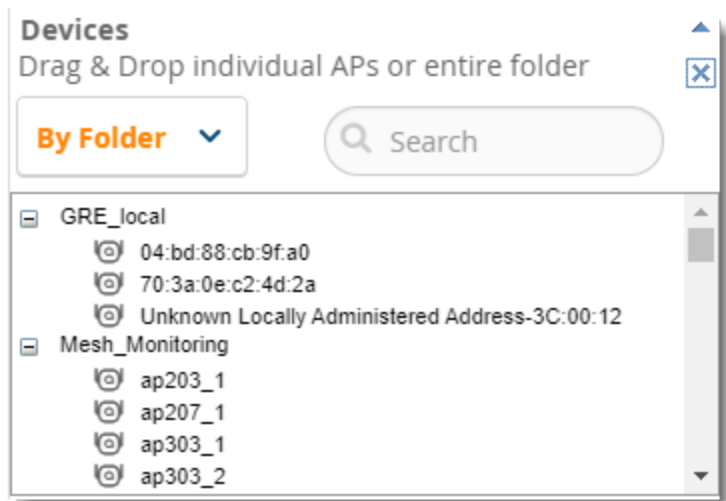 Devices
Drag & Drop individual APs or entire folder
By Folder
Search
GRE_local
04:bd:88:cb:9f:a0
70:3a:0e:c2:4d:2a
Unknown Locally Administered Address-3C:00:12
Mesh_Monitoring
ap203_1
ap207_1
ap303_1
ap303_2